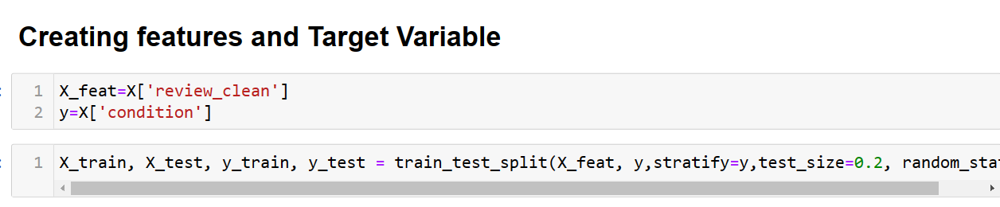 Creating features and Target Variable
1 X_feat=X['review_clean']
2 y=X['condition']
1 X_train, X_test, y_train, y_test = train_test_split(X_feat, y,stratify=y,test_size=0.2,